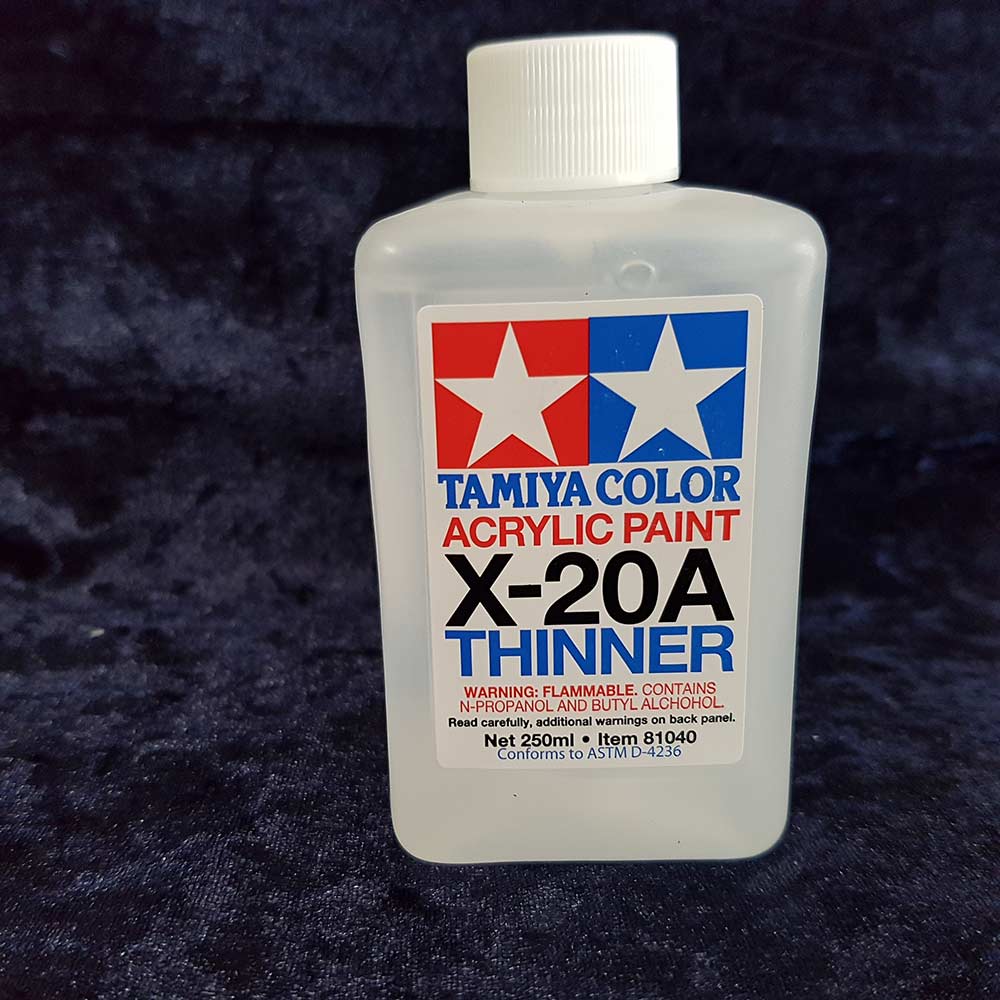 TAMIYA COLOR
ACRYLIC PAINT
X-20A
THINNER
WARNING: FLAMMABLE. CONTAINS
N-PROPANOL AND BUTYL ALCHOHOL.
Read carefully, additional warnings on back panel.
Net 250ml • Item 81040
Conforms to ASTM D-4236